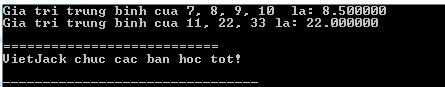 Gia tri trung binh cua 7, 8, 9, 10  la: 8.500000
Gia tri trung binh cua 11, 22, 33 la: 22.000000
===========================
VietJack chuc cac ban hoc tot!
--------------------------------